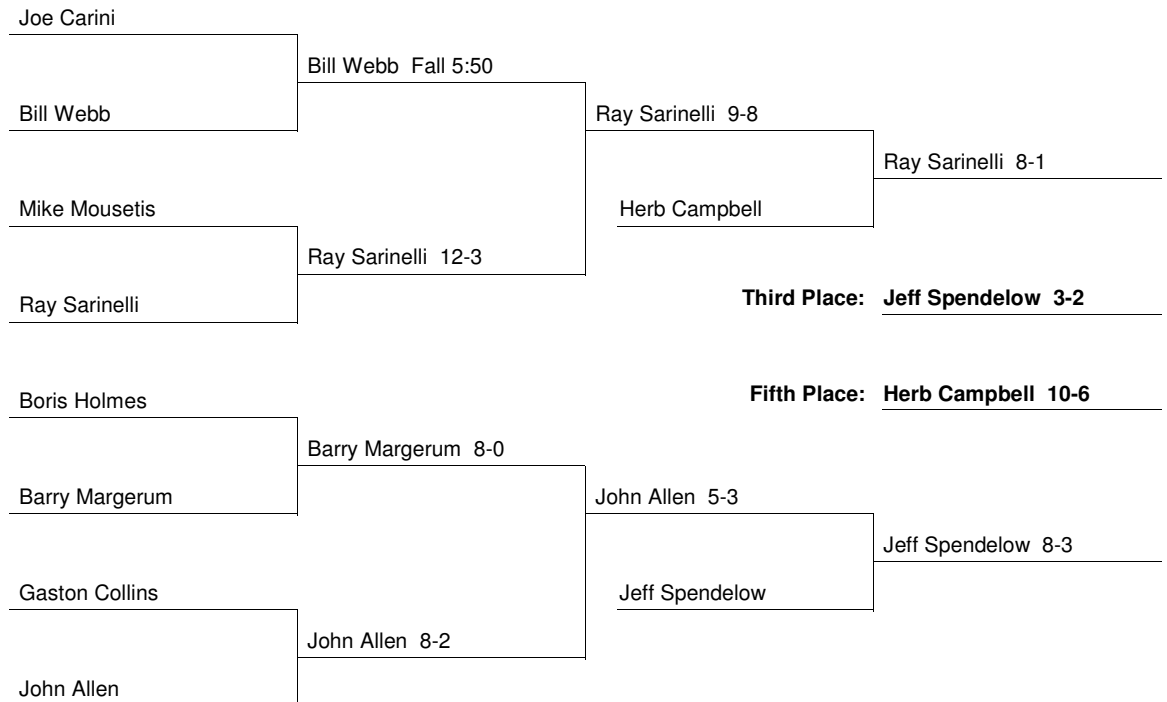 Joe Carini
Bill Webb Fall 5:50
Bill Webb
Ray Sarinelli 9-8
Ray Sarinelli 8-1
Mike Mousetis
Herb Campbell
Ray Sarinelli 12-3
Ray Sarinelli
Third Place: Jeff Spendelow 3-2
Boris Holmes
Fifth Place: Herb Campbell 10-6
Barry Margerum 8-0
Barry Margerum
John Allen 5-3
Jeff Spendelow 8-3
Gaston Collins
Jeff Spendelow
John Allen 8-2
John Allen